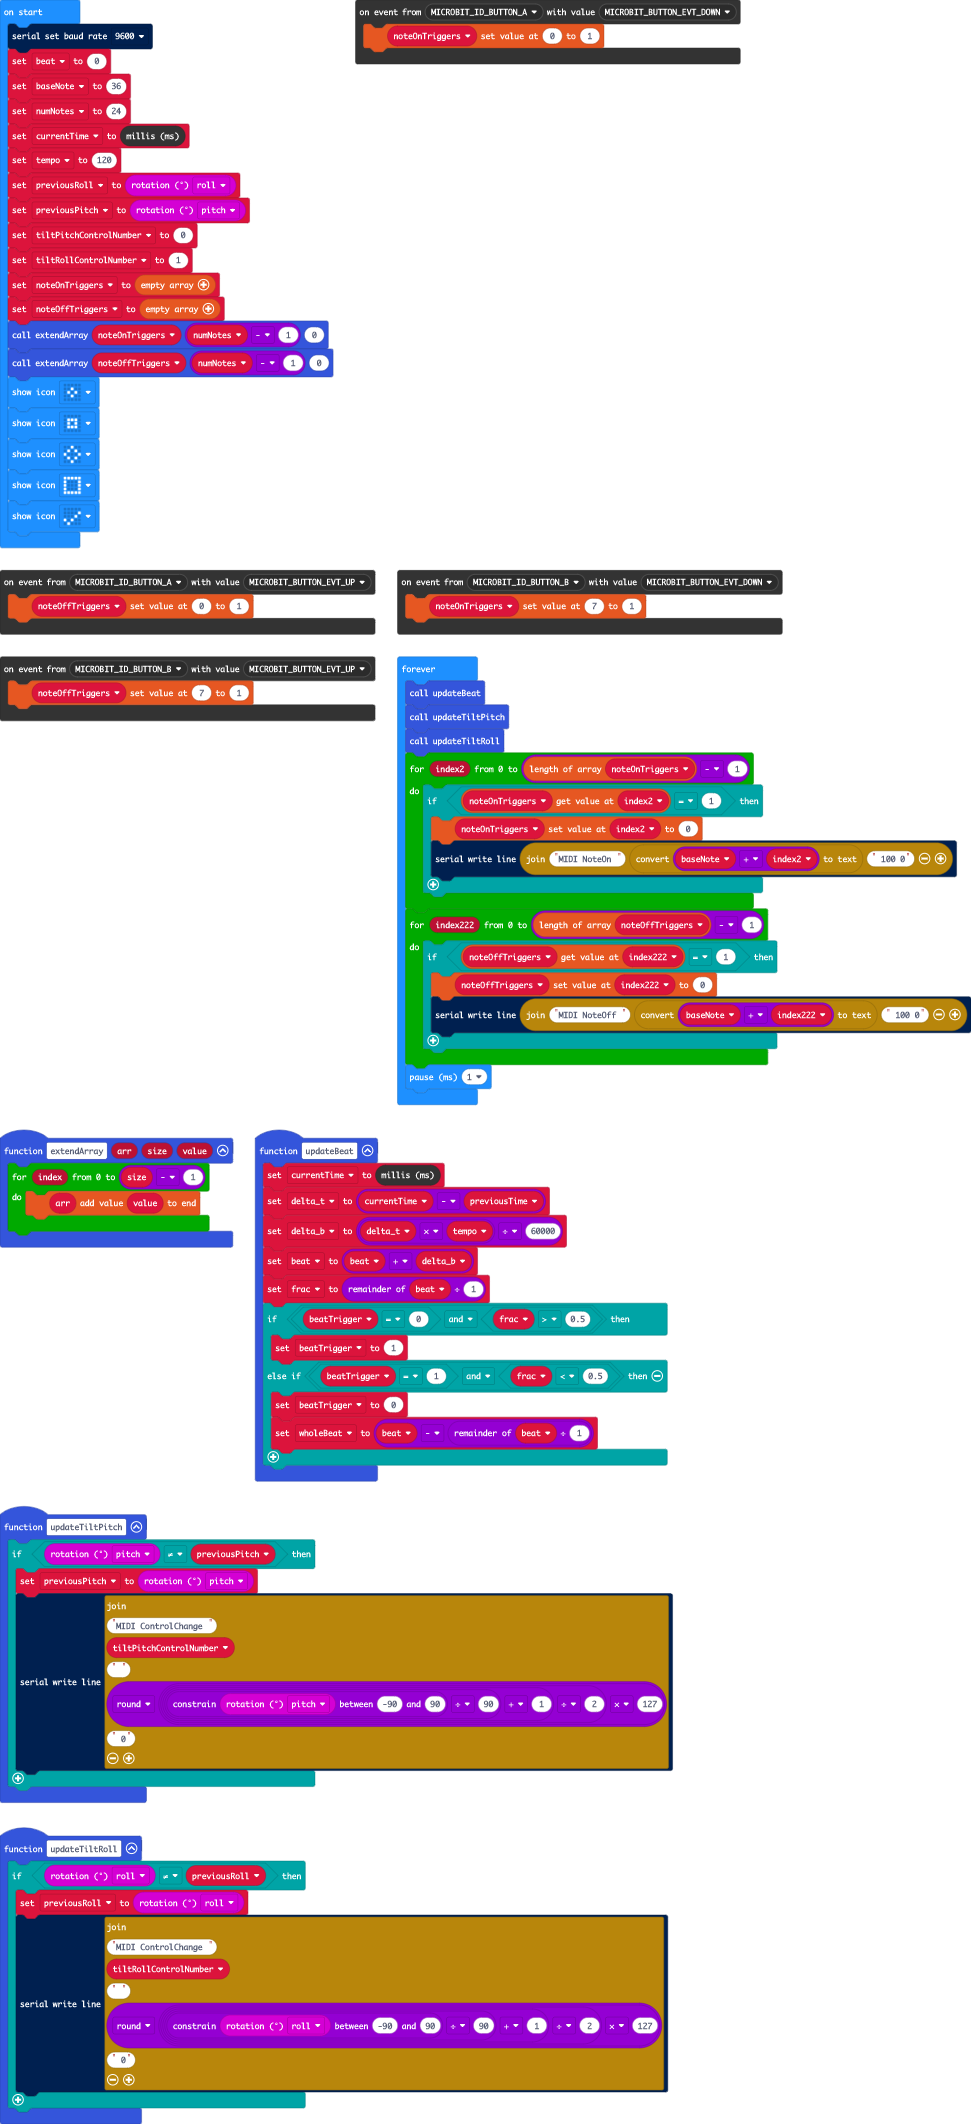 on start
serial set baud rate 9600
set beat to 0
set baseNote to 36
set numNotes to 24
set currentTime to millis (ms)
set tempo to 120
set previousRoll to rotation (°) roll
set previousPitch to rotation (°) pitch
set tiltPitchControlNumber to 0
set tiltRollControlNumber to 1
set noteOnTriggers to empty array
set noteOffTriggers to empty array
call extendArray noteOnTriggers numNotes - 1 0
call extendArray noteOffTriggers numNotes - 1 0
show icon
show icon
show icon
show icon
show icon
on event from MICROBIT_ID_BUTTON_A with value MICROBIT_BUTTON_EVT_DOWN
noteOnTriggers set value at 0 to 1
on event from MICROBIT_ID_BUTTON_A with value MICROBIT_BUTTON_EVT_UP
noteOffTriggers set value at 0 to 1
on event from MICROBIT_ID_BUTTON_B with value MICROBIT_BUTTON_EVT_DOWN
noteOnTriggers set value at 7 to 1
on event from MICROBIT_ID_BUTTON_B with value MICROBIT_BUTTON_EVT_UP
noteOffTriggers set value at 7 to 1
forever
call updateBeat
call updateTiltPitch
call updateTiltRoll
for index2 from 0 to length of array noteOnTriggers - 1
do
if noteOnTriggers get value at index2 = 1 then
noteOnTriggers set value at index2 to 0
serial write line join "MIDI NoteOn " convert baseNote + index2 to text " 100 0"
for index222 from 0 to length of array noteOffTriggers - 1
do
if noteOffTriggers get value at index222 = 1 then
noteOffTriggers set value at index222 to 0
serial write line join "MIDI NoteOff " convert baseNote + index222 to text " 100 0"
pause (ms) 1
function extendArray arr size value
for index from 0 to size - 1
do arr add value value to end
function updateBeat
set currentTime to millis (ms)
set delta_t to currentTime - previousTime
set delta_b to delta_t × tempo ÷ 60000
set beat to beat + delta_b
set frac to remainder of beat ÷ 1
if beatTrigger = 0 and frac > 0.5 then
set beatTrigger to 1
else if beatTrigger = 1 and frac < 0.5 then
set beatTrigger to 0
set wholeBeat to beat - remainder of beat ÷ 1
function updateTiltPitch
if rotation (°) pitch ≠ previousPitch then
set previousPitch to rotation (°) pitch
join
"MIDI ControlChange "
tiltPitchControlNumber
" "
serial write line
round constrain rotation (°) pitch between -90 and 90 ÷ 90 + 1 ÷ 2 × 127
" 0"
function updateTiltRoll
if rotation (°) roll ≠ previousRoll then
set previousRoll to rotation (°) roll
join
"MIDI ControlChange "
tiltRollControlNumber
" "
serial write line
round constrain rotation (°) roll between -90 and 90 ÷ 90 + 1 ÷ 2 × 127
" 0"